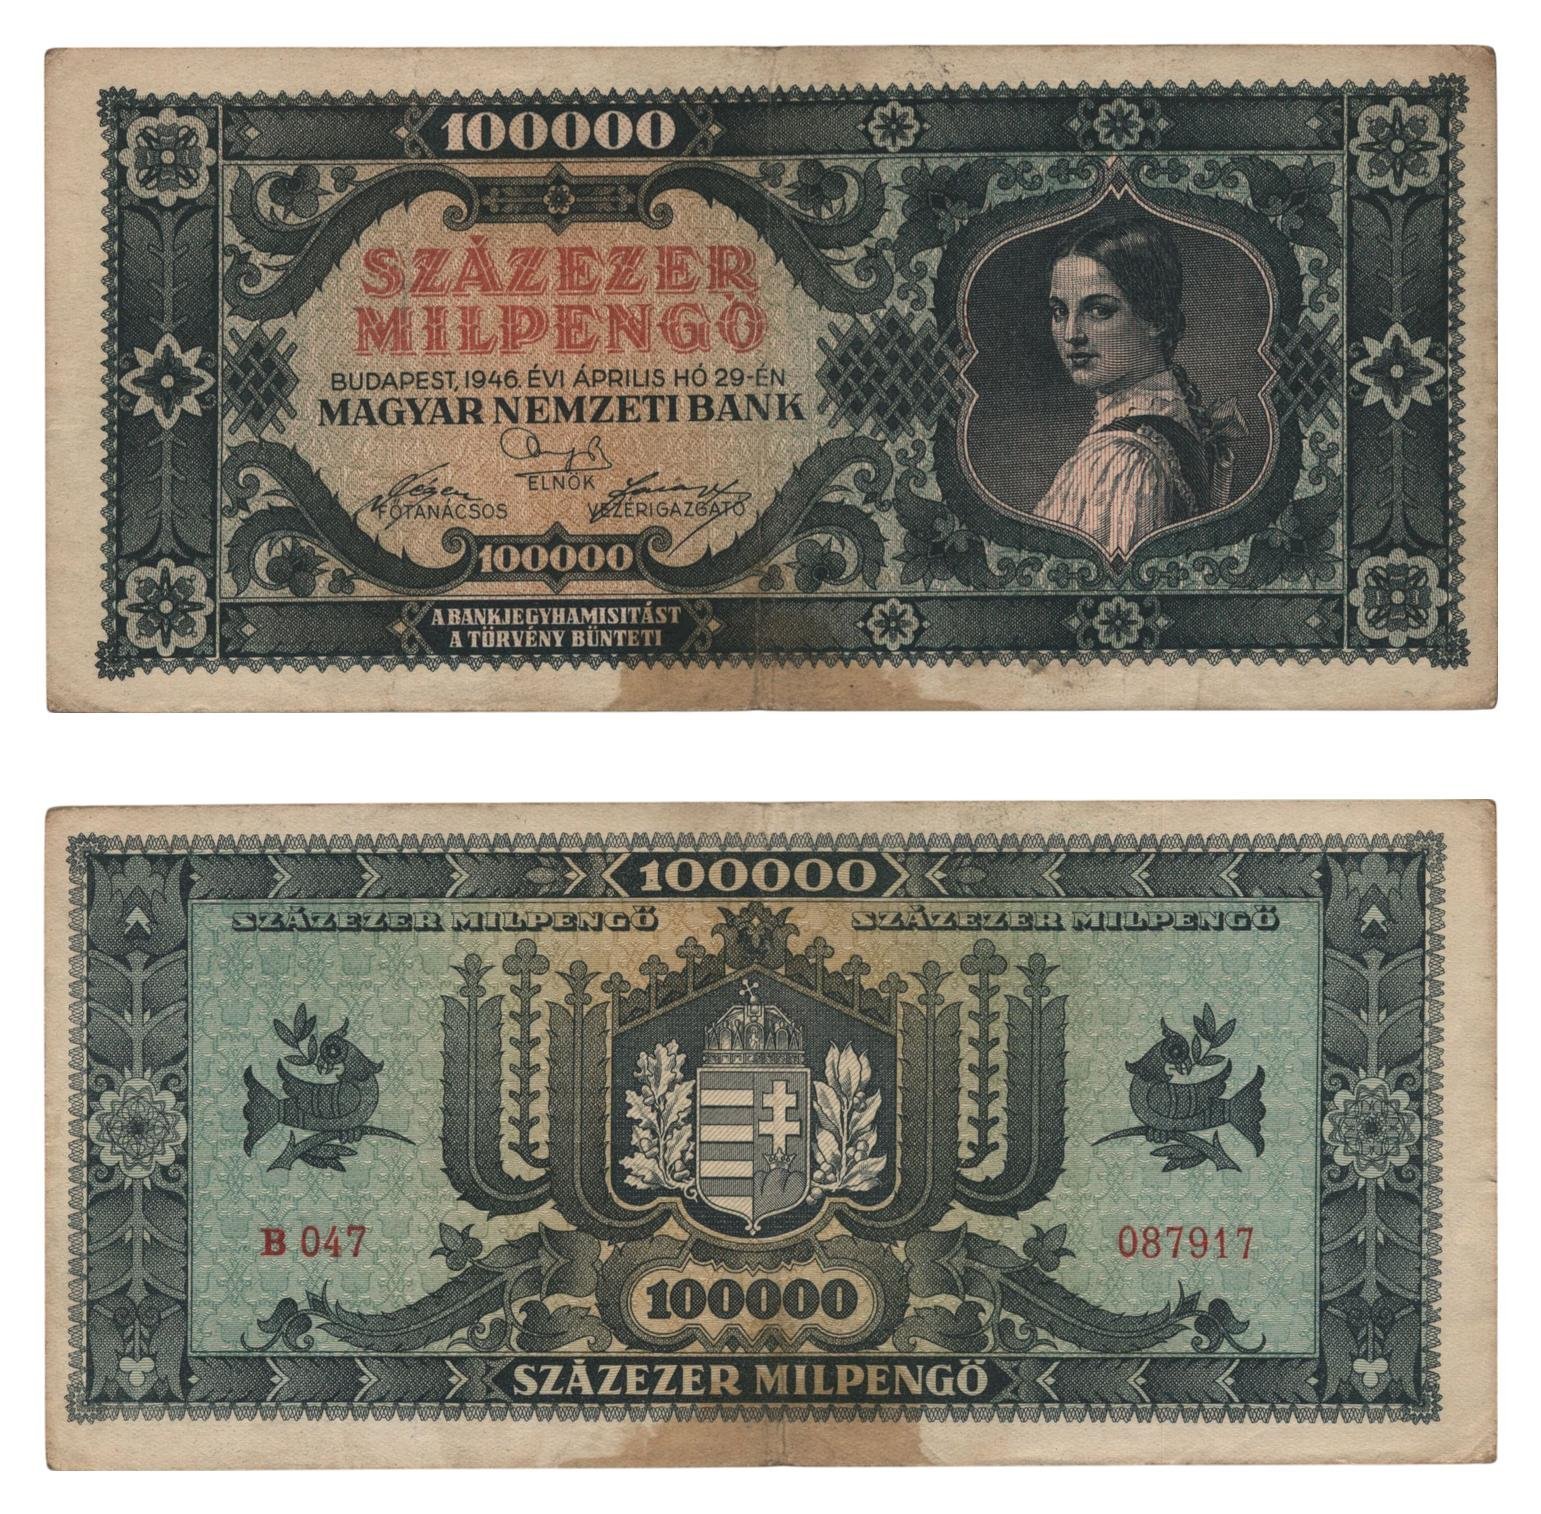 100000
SZÁZEZER
MILPENGŐ
BUDAPEST, 1946. ÉVI ÁPRILIS HÓ 29-ÉN
MAGYAR NEMZETI BANK
ELNÖK
FŐTANÁCSOS VEZÉRIGAZGATÓ
100000
A BANKJEGYHAMISITÁST
A TÖRVÉNY BÜNTETI
100000
SZÁZEZER MILPENGŐ SZÁZEZER MILPENGŐ
B 047 087917
100000
SZÁZEZER MILPENGŐ